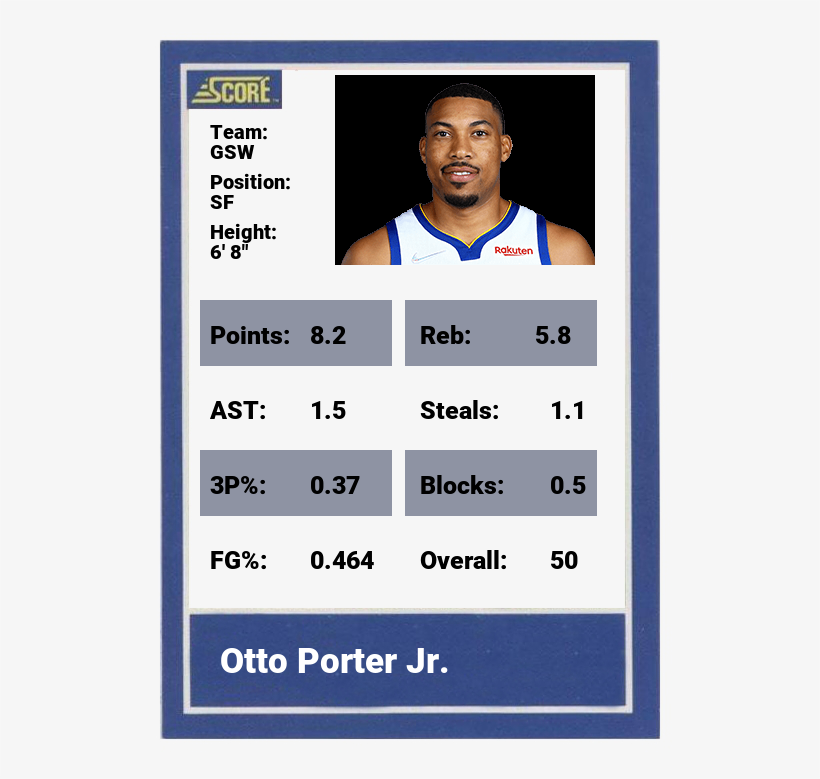 SCORE
TM
Team:
GSW
Position:
SF
Height:
6' 8"
Rakuten
Points: 8.2 Reb: 5.8
AST: 1.5 Steals: 1.1
3P%: 0.37 Blocks: 0.5
FG%: 0.464 Overall: 50
Otto Porter Jr.